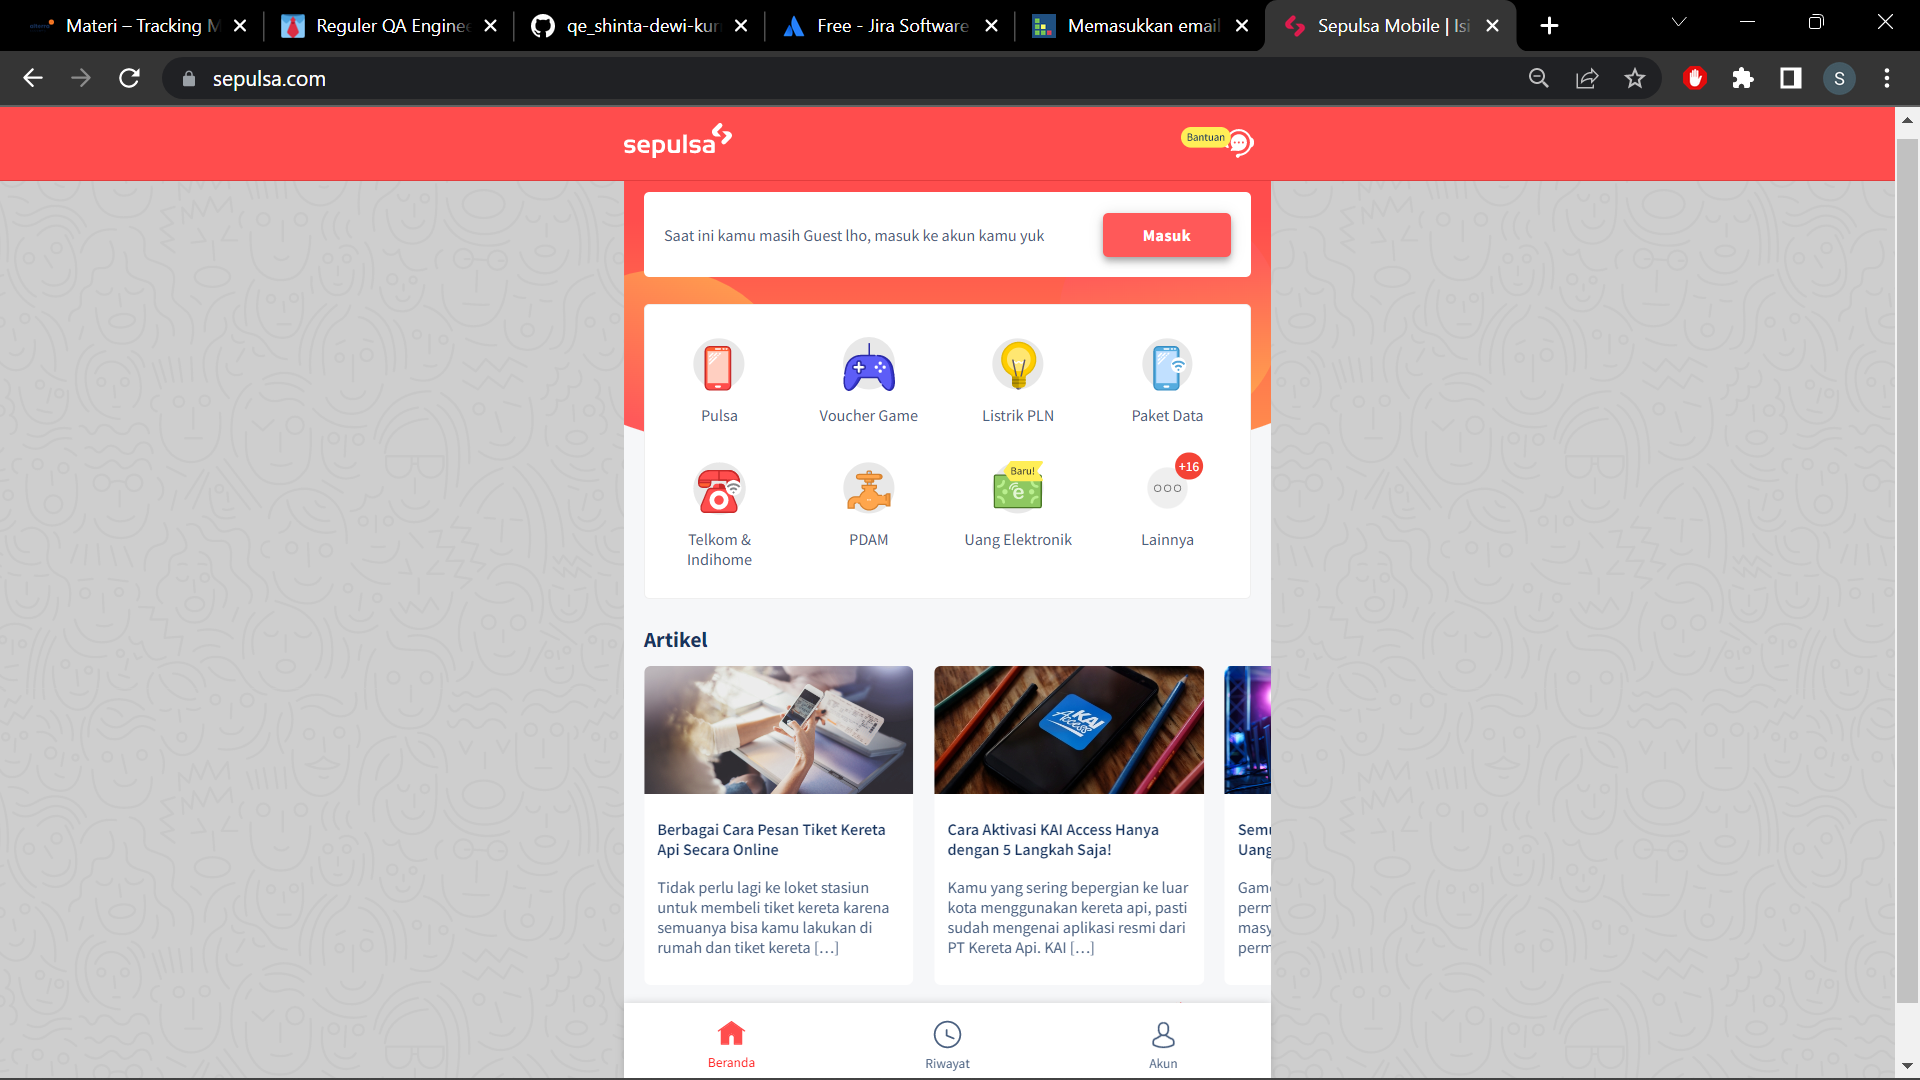 Materi – Tracking M
Reguler QA Enginee
qe_shinta-dewi-kur
Free - Jira Software
Memasukkan email
Sepulsa Mobile | Isi
sepulsa.com
S
sepulsa
Bantuan
Saat ini kamu masih Guest lho, masuk ke akun kamu yuk
Masuk
Pulsa
Voucher Game
Listrik PLN
Paket Data
Baru!
+16
Telkom &
Indihome
PDAM
Uang Elektronik
Lainnya
Artikel
KAI
Access
Berbagai Cara Pesan Tiket Kereta
Api Secara Online
Tidak perlu lagi ke loket stasiun
untuk membeli tiket kereta karena
semuanya bisa kamu lakukan di
rumah dan tiket kereta [...]
Cara Aktivasi KAI Access Hanya
dengan 5 Langkah Saja!
Kamu yang sering bepergian ke luar
kota menggunakan kereta api, pasti
sudah mengenai aplikasi resmi dari
PT Kereta Api. KAI [...]
Uang
perm
masy
perm
Beranda
Riwayat
Akun